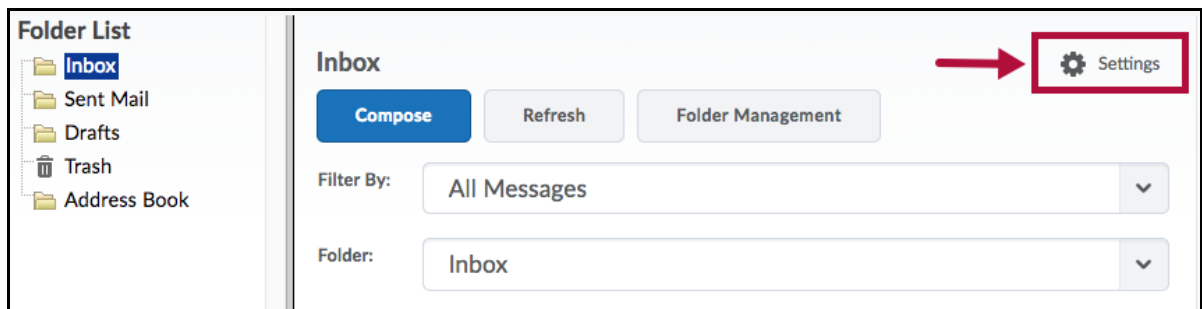 Folder List
Inbox
Sent Mail
Drafts
Trash
Address Book
Inbox
Settings
Compose Refresh Folder Management
Filter By: All Messages
Folder: Inbox